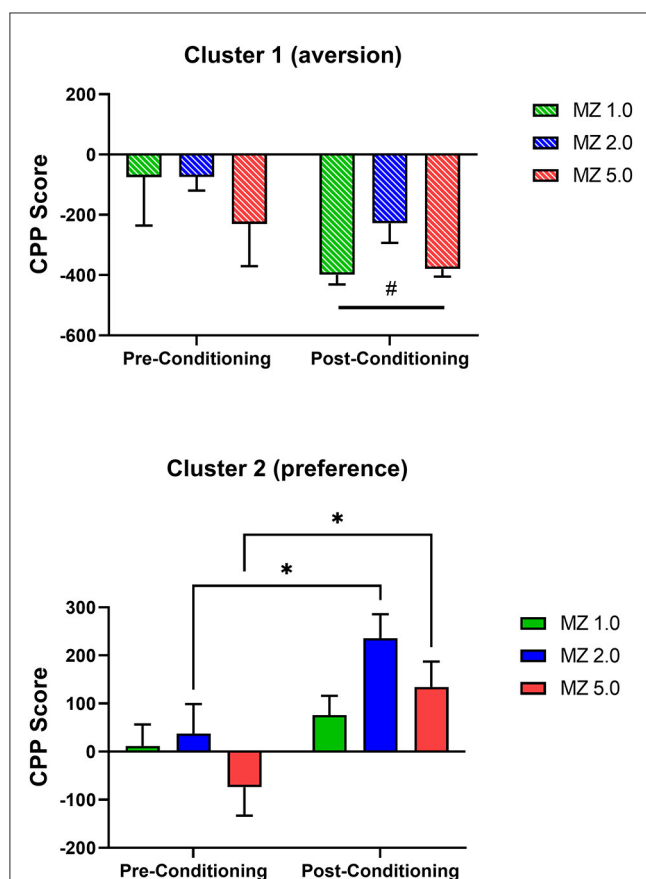 Cluster 1 (aversion)
CPP Score
200
0
-200
-400
-600
#
Pre-Conditioning
Post-Conditioning
MZ 1.0
MZ 2.0
MZ 5.0
Cluster 2 (preference)
*
*
CPP Score
300
200
100
0
-100
-200
Pre-Conditioning
Post-Conditioning
MZ 1.0
MZ 2.0
MZ 5.0